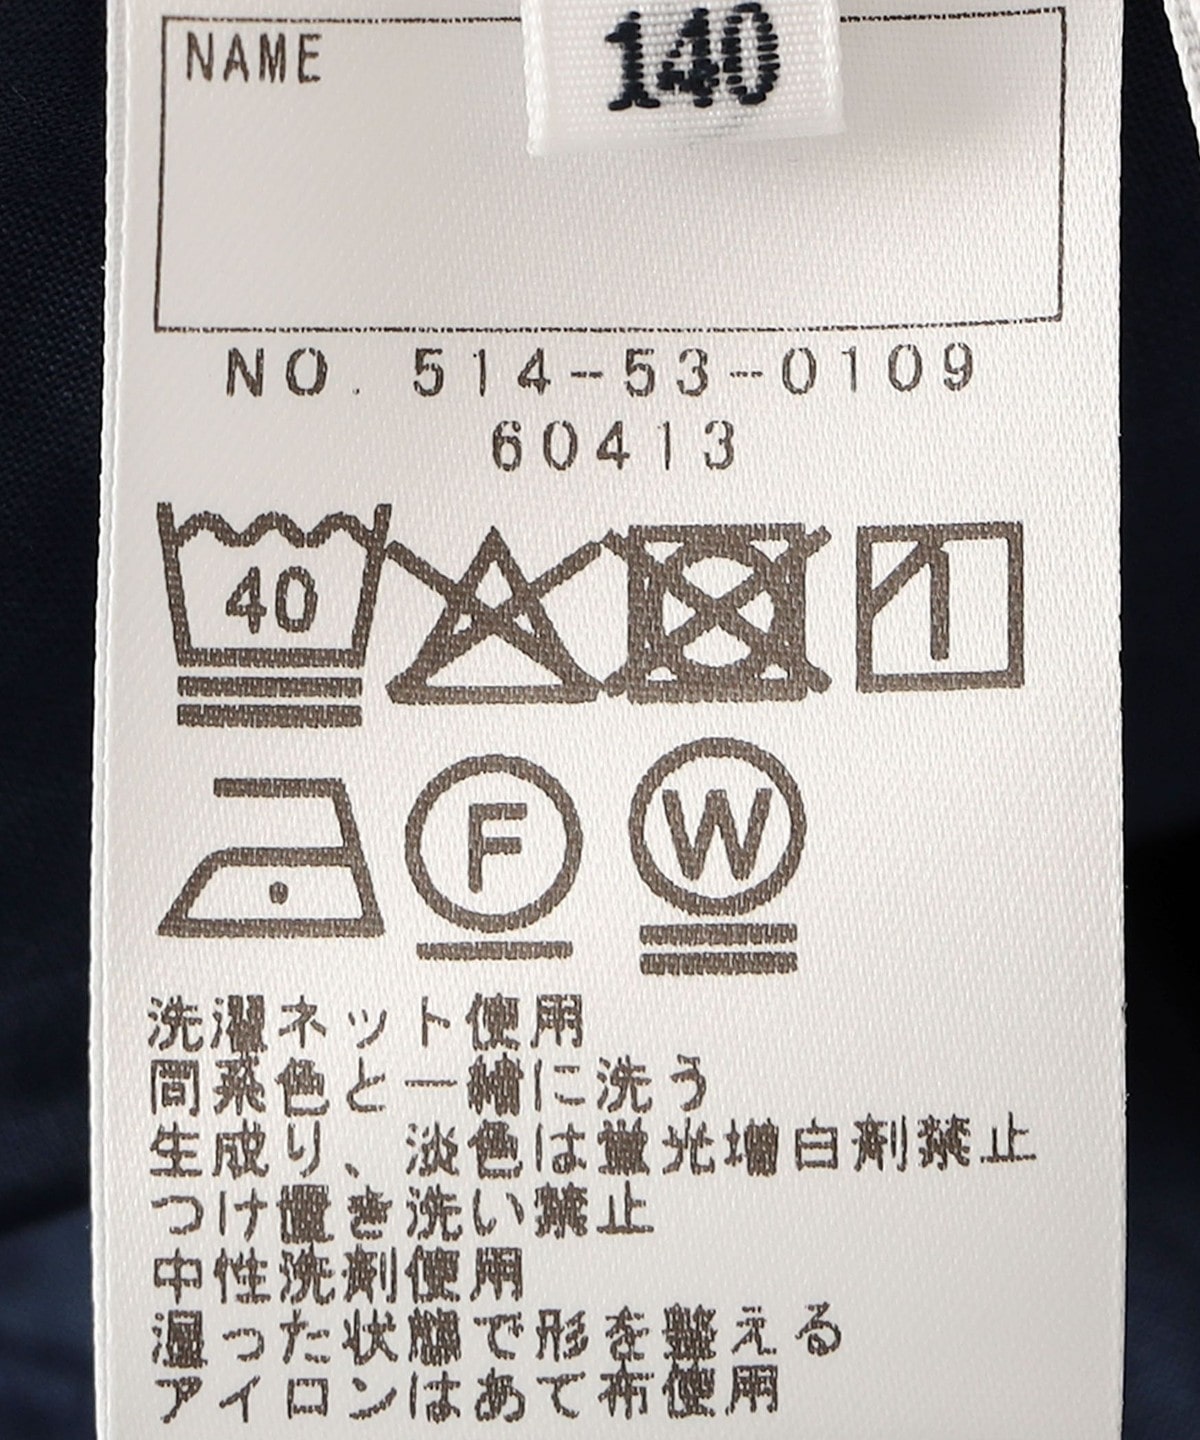 140
NAME
NO. 514-53-0109
60413
40
F
W
洗濯ネット使用
同系色と一緒に洗う
生成り、淡色は蛍光増白剤禁止
つけ置き洗い禁止
中性洗剤使用
湿った状態で形を整える
アイロンはあて布使用